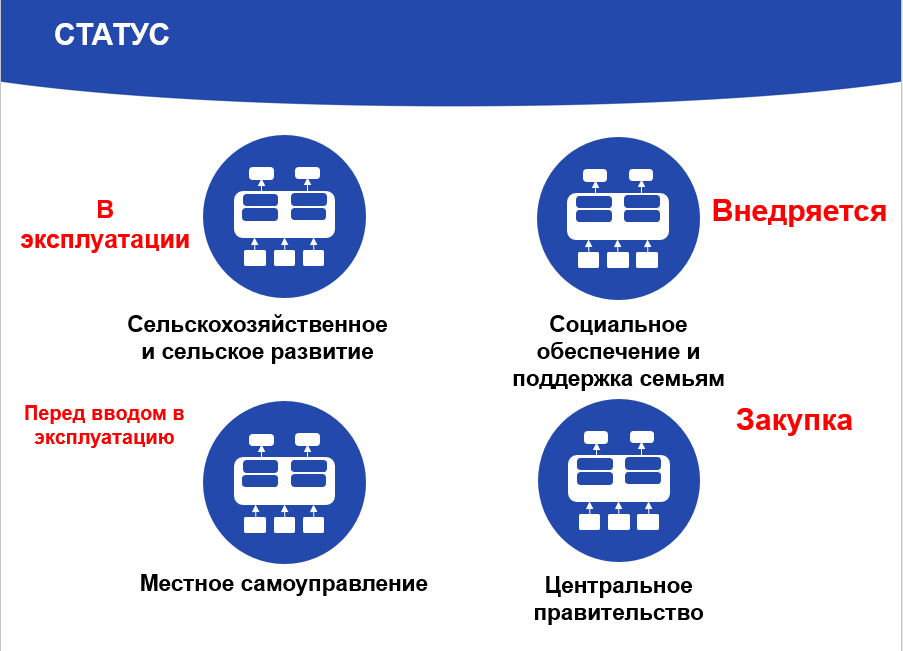 СТАТУС
В
эксплуатации
Сельскохозяйственное
и сельское развитие
Внедряется
Социальное
обеспечение и
поддержка семьям
Перед вводом в
эксплуатацию
Местное самоуправление
Закупка
Центральное
правительство